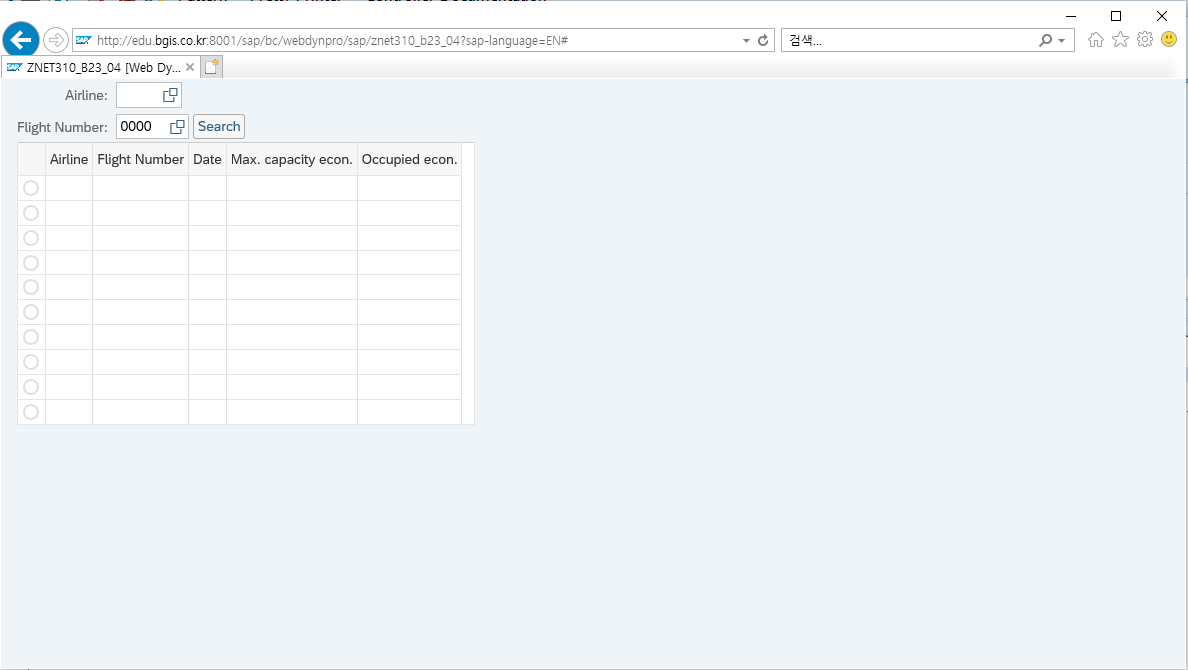 http://edu.bgis.co.kr:8001/sap/bc/webdynpro/sap/znet310_b23_04?sap-language=EN#
검색...
SAP ZNET310_B23_04 [Web Dy...
Airline:
Flight Number: 0000 Search
Airline Flight Number Date Max. capacity econ. Occupied econ.